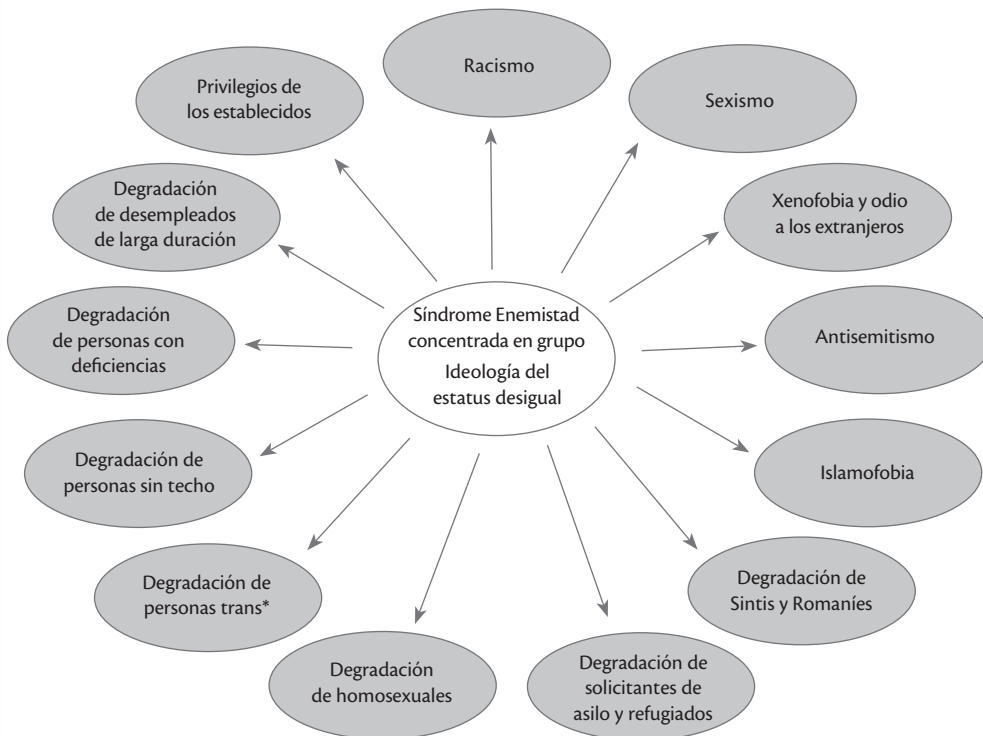 Racismo
Sexismo
Privilegios de
los establecidos
Degradación
de desempleados
de larga duración
Xenofobia y odio
a los extranjeros
Síndrome Enemistad
concentrada en grupo
Ideología del
estatus desigual
Degradación
de personas con
deficiencias
Antisemitismo
Degradación de
personas sin techo
Islamofobia
Degradación de
personas trans*
Degradación de
Sintis y Romaníes
Degradación
de homosexuales
Degradación de
solicitantes de
asilo y refugiados